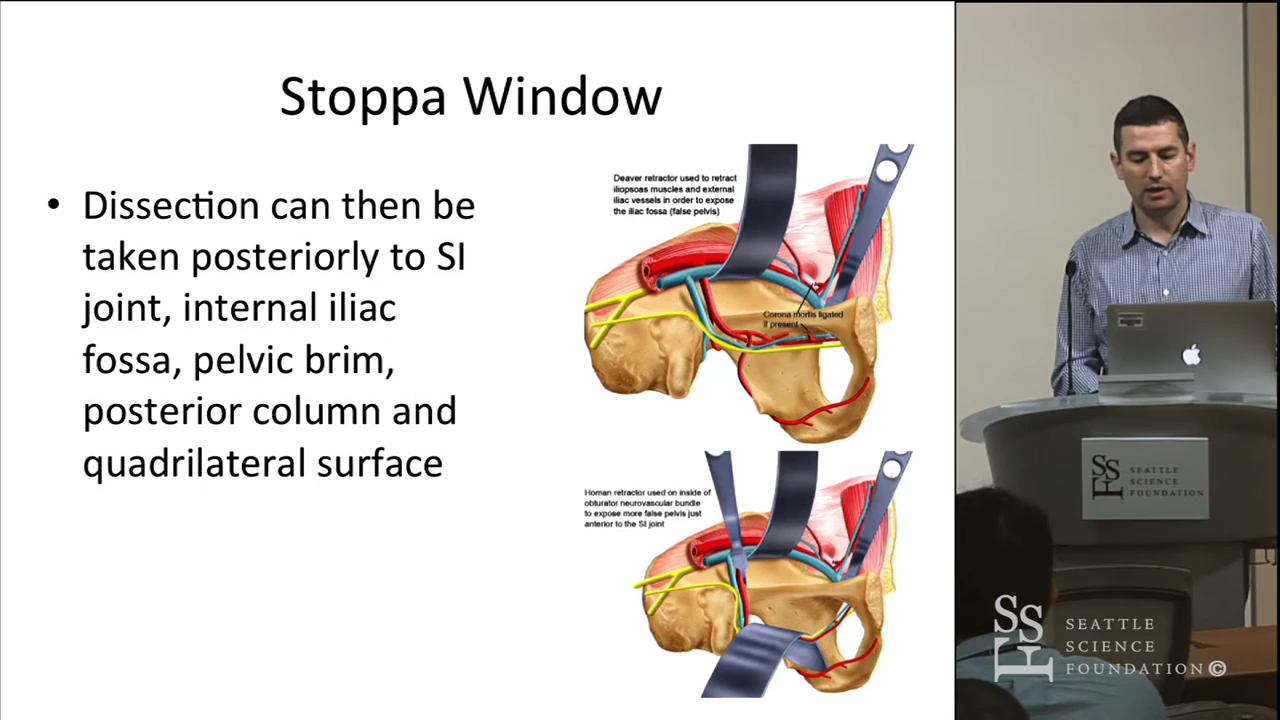 Stoppa Window
• Dissection can then be
taken posteriorly to SI
joint, internal iliac
fossa, pelvic brim,
posterior column and
quadrilateral surface
Deaver retractor used to retract
iliopsoas muscles and external
iliac vessels in order to expose
the iliac fossa (false pelvis)
Corona mortis ligated
if present
Homan retractor used on inside of
obturator neurovascular bundle
to expose more false pelvis just
anterior to the SI joint
SSF
SEATTLE
SCIENCE
FOUNDATION
SSF
SEATTLE
SCIENCE
FOUNDATION©